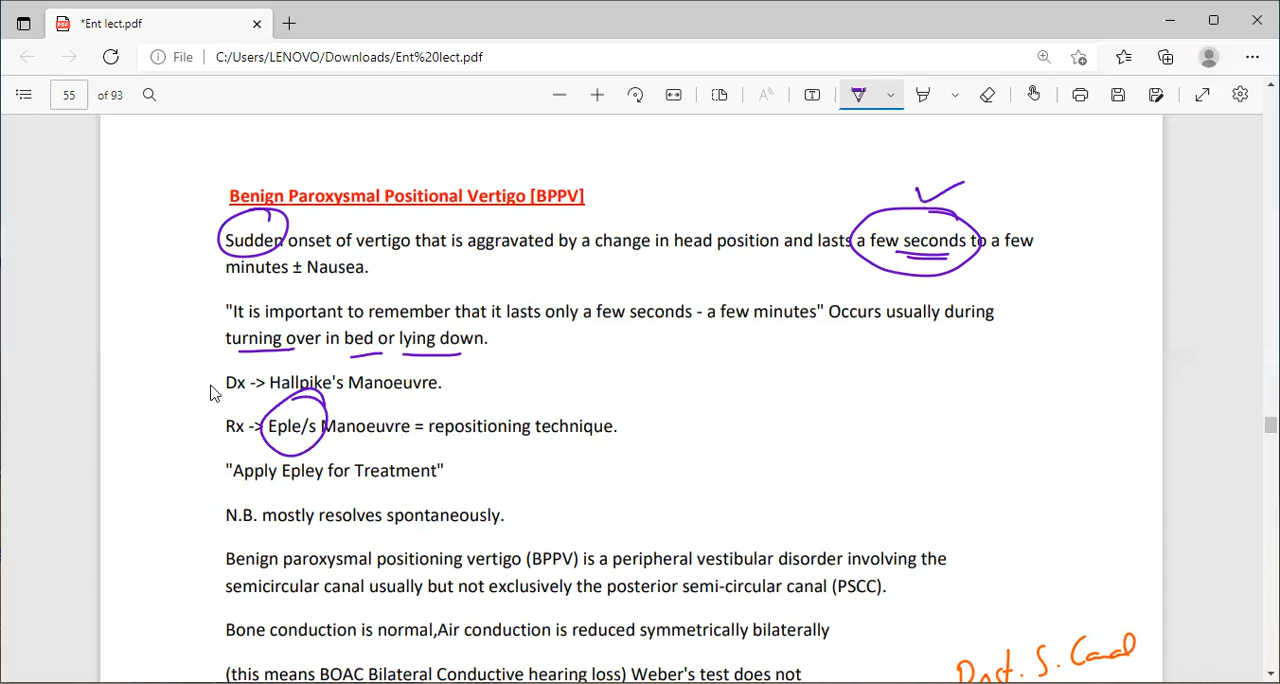 *Ent lect.pdf
File C:/Users/LENOVO/Downloads/Ent%20lect.pdf
55 of 93
Benign Paroxysmal Positional Vertigo [BPPV]
Sudden onset of vertigo that is aggravated by a change in head position and lasts a few seconds to a few
minutes ± Nausea.
"It is important to remember that it lasts only a few seconds - a few minutes" Occurs usually during
turning over in bed or lying down.
Dx -> Hallpike's Manoeuvre.
Rx -> Eple/s Manoeuvre = repositioning technique.
"Apply Epley for Treatment"
N.B. mostly resolves spontaneously.
Benign paroxysmal positioning vertigo (BPPV) is a peripheral vestibular disorder involving the
semicircular canal usually but not exclusively the posterior semi-circular canal (PSCC).
Bone conduction is normal,Air conduction is reduced symmetrically bilaterally
(this means BOAC Bilateral Conductive hearing loss) Weber's test does not
S. Canal